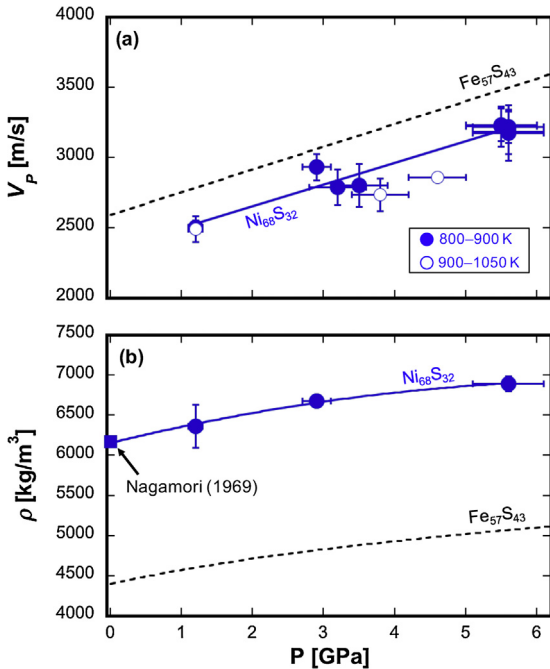 4000
(a)
3500
Fe57S43
3000
Ni68S32
2500
800–900 K
900–1050 K
2000
VP [m/s]
7500
(b)
7000
Ni68S32
6500
6000
Nagamori (1969)
5500
Fe57S43
5000
4500
4000
ρ [kg/m3]
0 1 2 3 4 5 6
P [GPa]